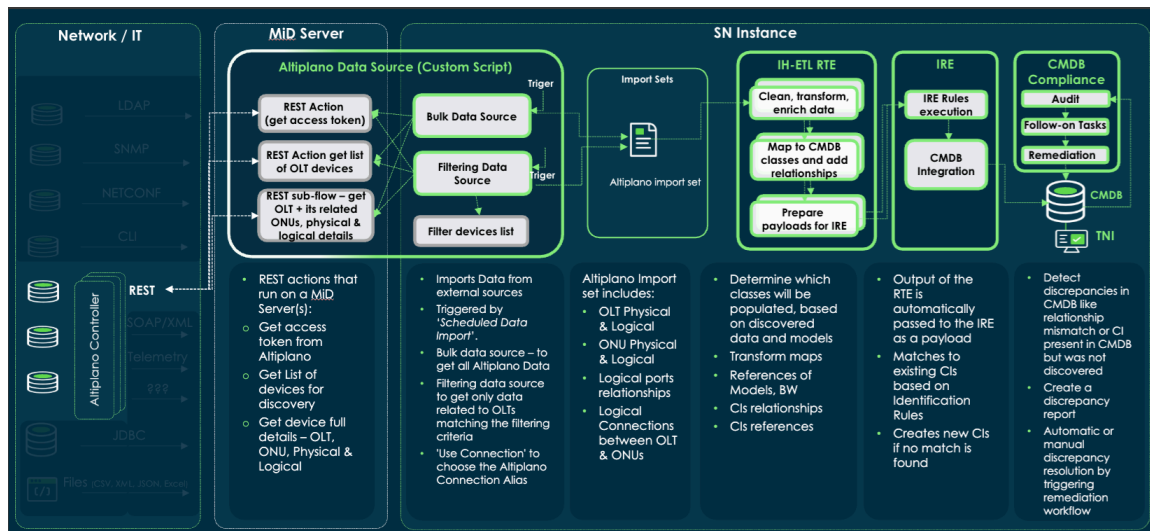 Network / IT
MiD Server
SN Instance
LDAP
SNMP
NETCONF
CLI
REST
SOAP/XML
Telemetry
???
JDBC
Files (CSV, XML, JSON, Excel)
Altiplano Controller
Altiplano Data Source (Custom Script)
REST Action
(get access token)
REST Action get list
of OLT devices
REST sub-flow – get
OLT + its related
ONUs, physical &
logical details
Bulk Data Source
Filtering Data
Source
Filter devices list
Triger
Triger
Import Sets
Altiplano import set
IH-ETL RTE
Clean, transform,
enrich data
Map to CMDB
classes and add
relationships
Prepare
payloads for IRE
IRE
IRE Rules
execution
CMDB
Integration
CMDB
Compliance
Audit
Follow-on Tasks
Remediation
CMDB
TNI
• REST actions that
run on a MiD
Server(s):
o Get access
token from
Altiplano
o Get List of
devices for
discovery
o Get device full
details – OLT,
ONU, Physical &
Logical
• Imports Data from
external sources
• Triggered by
‘Scheduled Data
Import’.
• Bulk data source – to
get all Altiplano Data
• Filtering data source
to get only data
related to OLTs
matching the filtering
criteria
• 'Use Connection' to
choose the Altiplano
Connection Alias
Altiplano Import
set includes:
• OLT Physical
& Logical
• ONU Physical
& Logical
• Logical ports
relationships
• Logical
Connections
between OLT
& ONUs
• Determine which
classes will be
populated, based
on discovered
data and models
• Transform maps
• References of
Models, BW
• CIs relationships
• CIs references
• Output of the
RTE is
automatically
passed to the IRE
as a payload
• Matches to
existing CIs
based on
Identification
Rules
• Creates new CIs
if no match is
found
• Detect
discrepancies in
CMDB like
relationship
mismatch or CI
present in CMDB
but was not
discovered
• Create a
discrepancy
report
• Automatic or
manual
discrepancy
resolution by
triggering
remediation
workflow